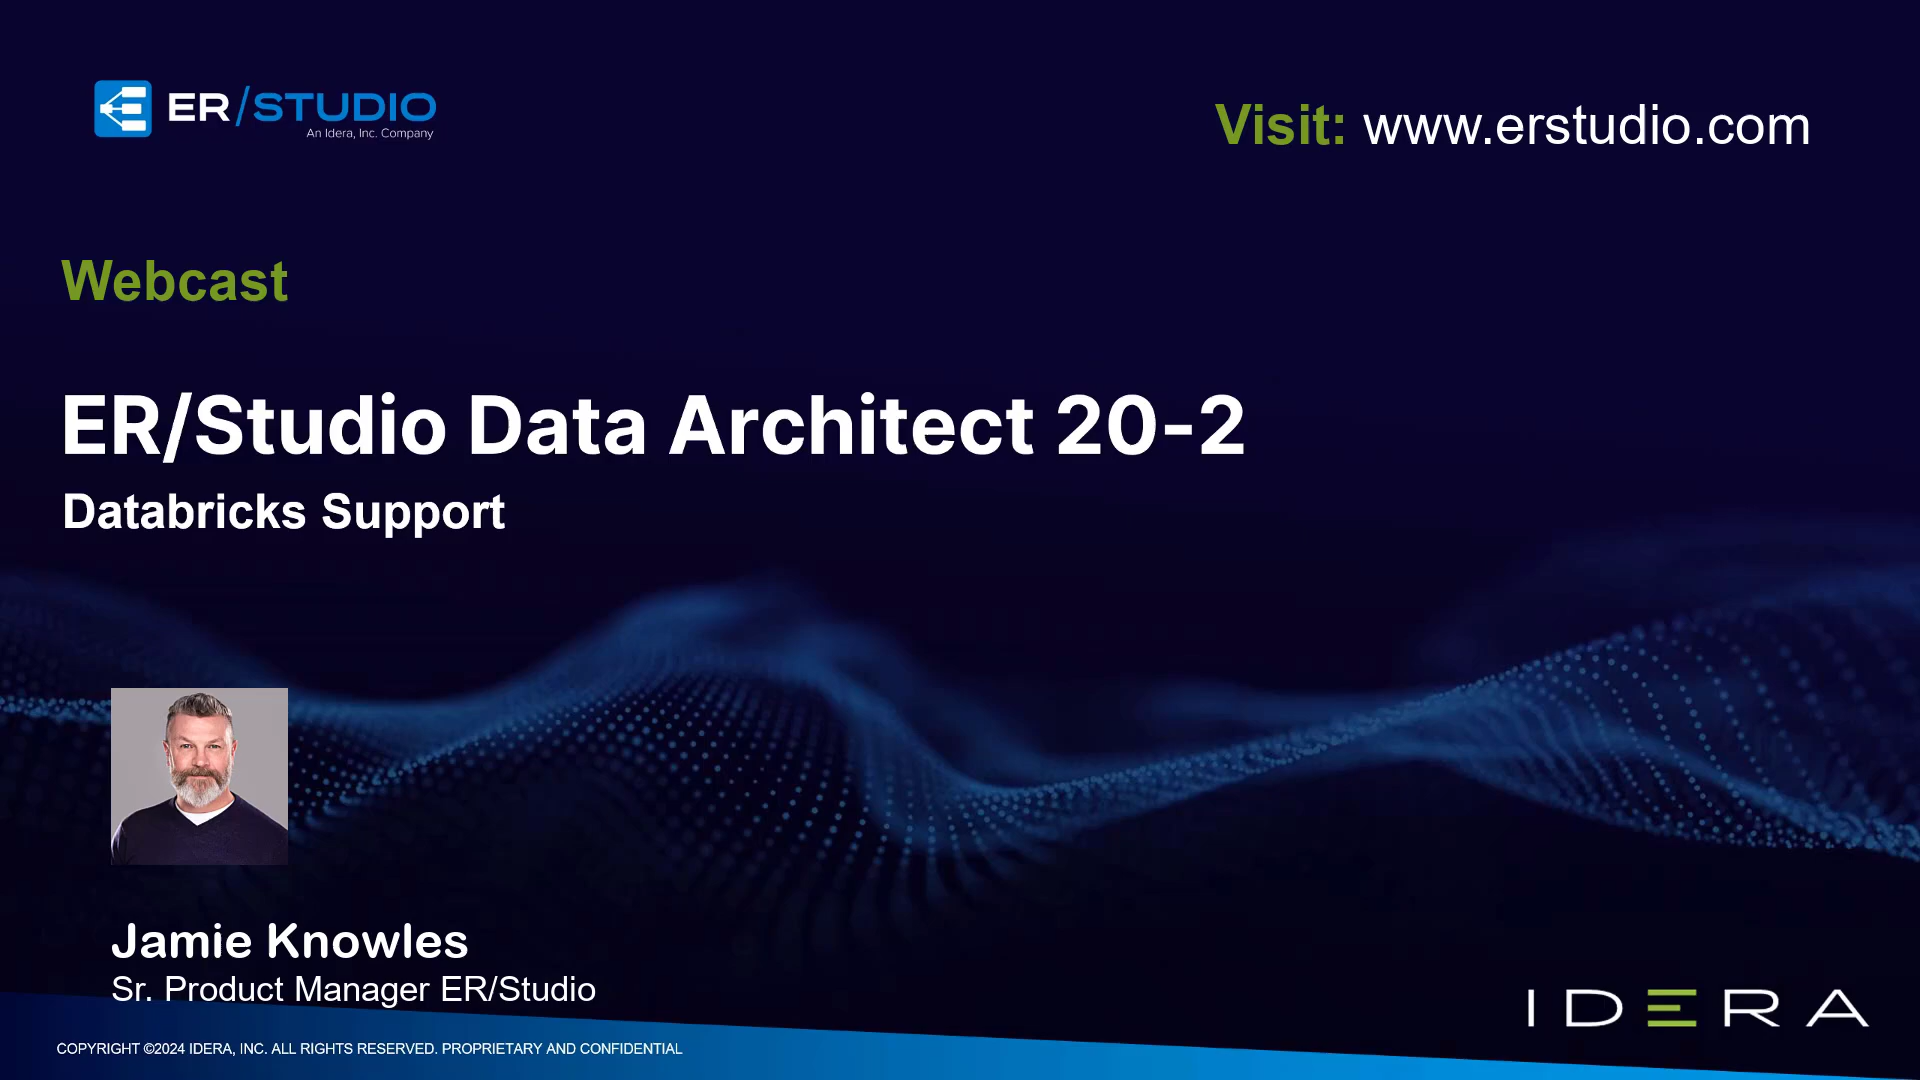 ER/STUDIO
An Idera, Inc. Company
Visit: www.erstudio.com
Webcast
ER/Studio Data Architect 20-2
Databricks Support
Jamie Knowles
Sr. Product Manager ER/Studio
IDERA
COPYRIGHT ©2024 IDERA, INC. ALL RIGHTS RESERVED. PROPRIETARY AND CONFIDENTIAL